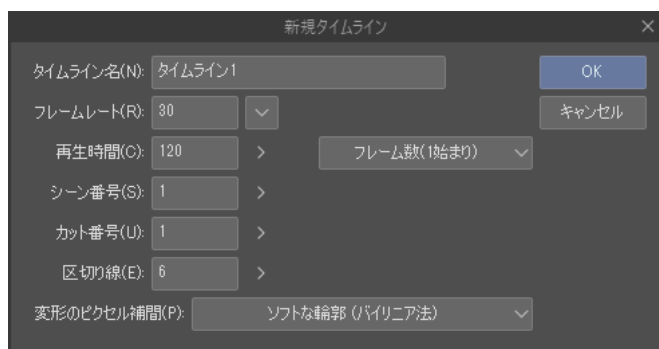 新規タイムライン
タイムライン名(N): タイムライン1 OK
フレームレート(R): 30 キャンセル
再生時間(C): 120 フレーム数(1始まり)
シーン番号(S): 1
カット番号(U): 1
区切り線(E): 6
変形のピクセル補間(P): ソフトな輪郭 (バイリニア法)